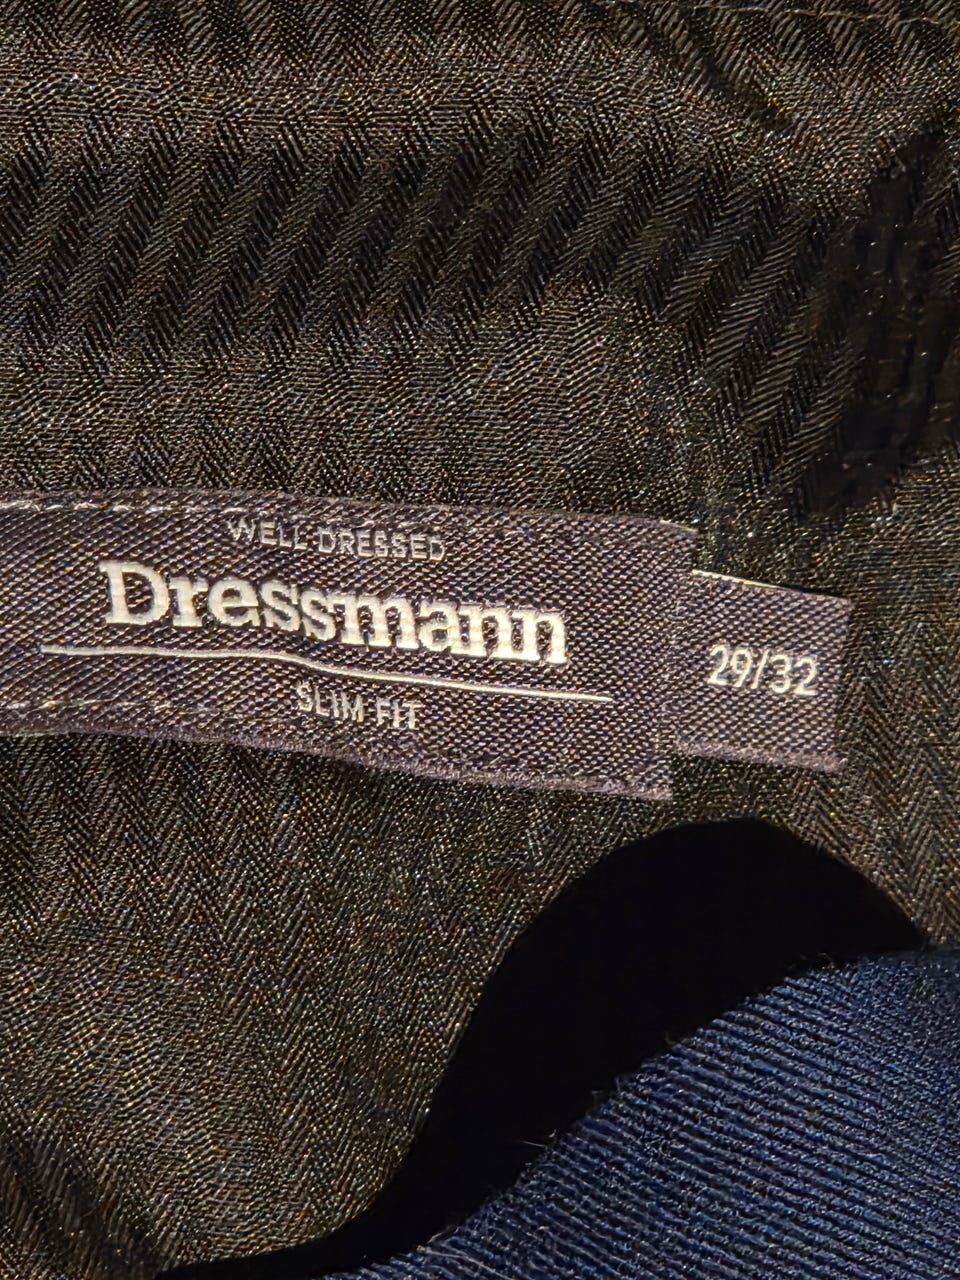 WELL DRESSED
Dressmann
SLIM FIT
29/32